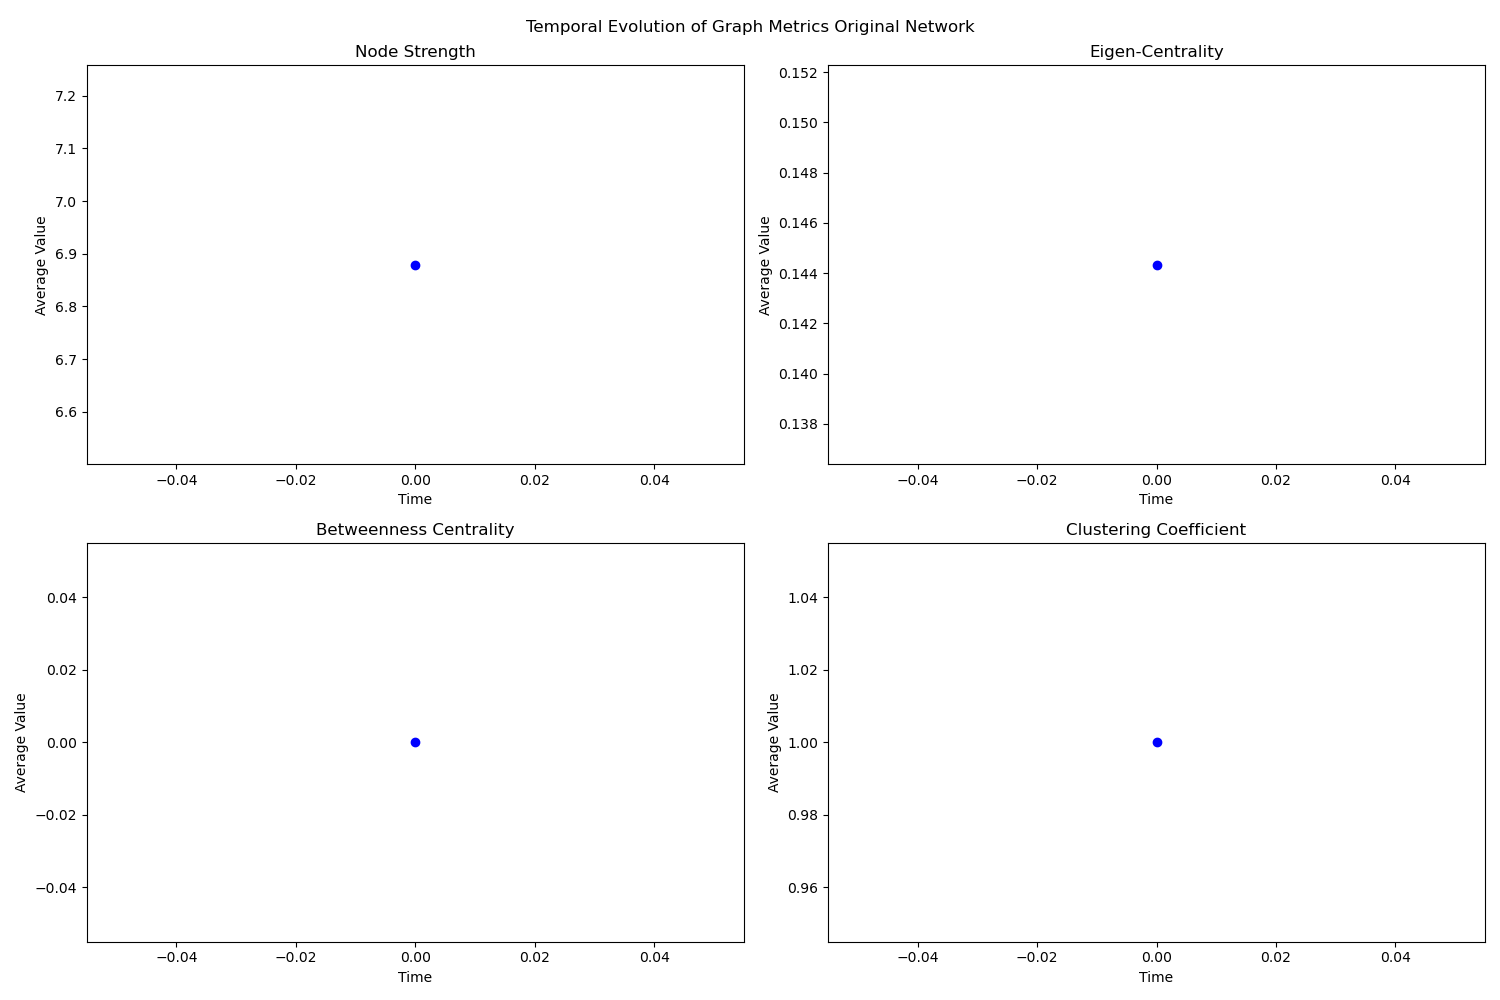 Temporal Evolution of Graph Metrics Original Network
Node Strength
7.2
7.1
7.0
6.9
6.8
6.7
6.6
Average Value
−0.04 −0.02 0.00 0.02 0.04
Time
Eigen-Centrality
0.152
0.150
0.148
0.146
0.144
0.142
0.140
0.138
Average Value
−0.04 −0.02 0.00 0.02 0.04
Time
Betweenness Centrality
0.04
0.02
0.00
−0.02
−0.04
Average Value
−0.04 −0.02 0.00 0.02 0.04
Time
Clustering Coefficient
1.04
1.02
1.00
0.98
0.96
Average Value
−0.04 −0.02 0.00 0.02 0.04
Time